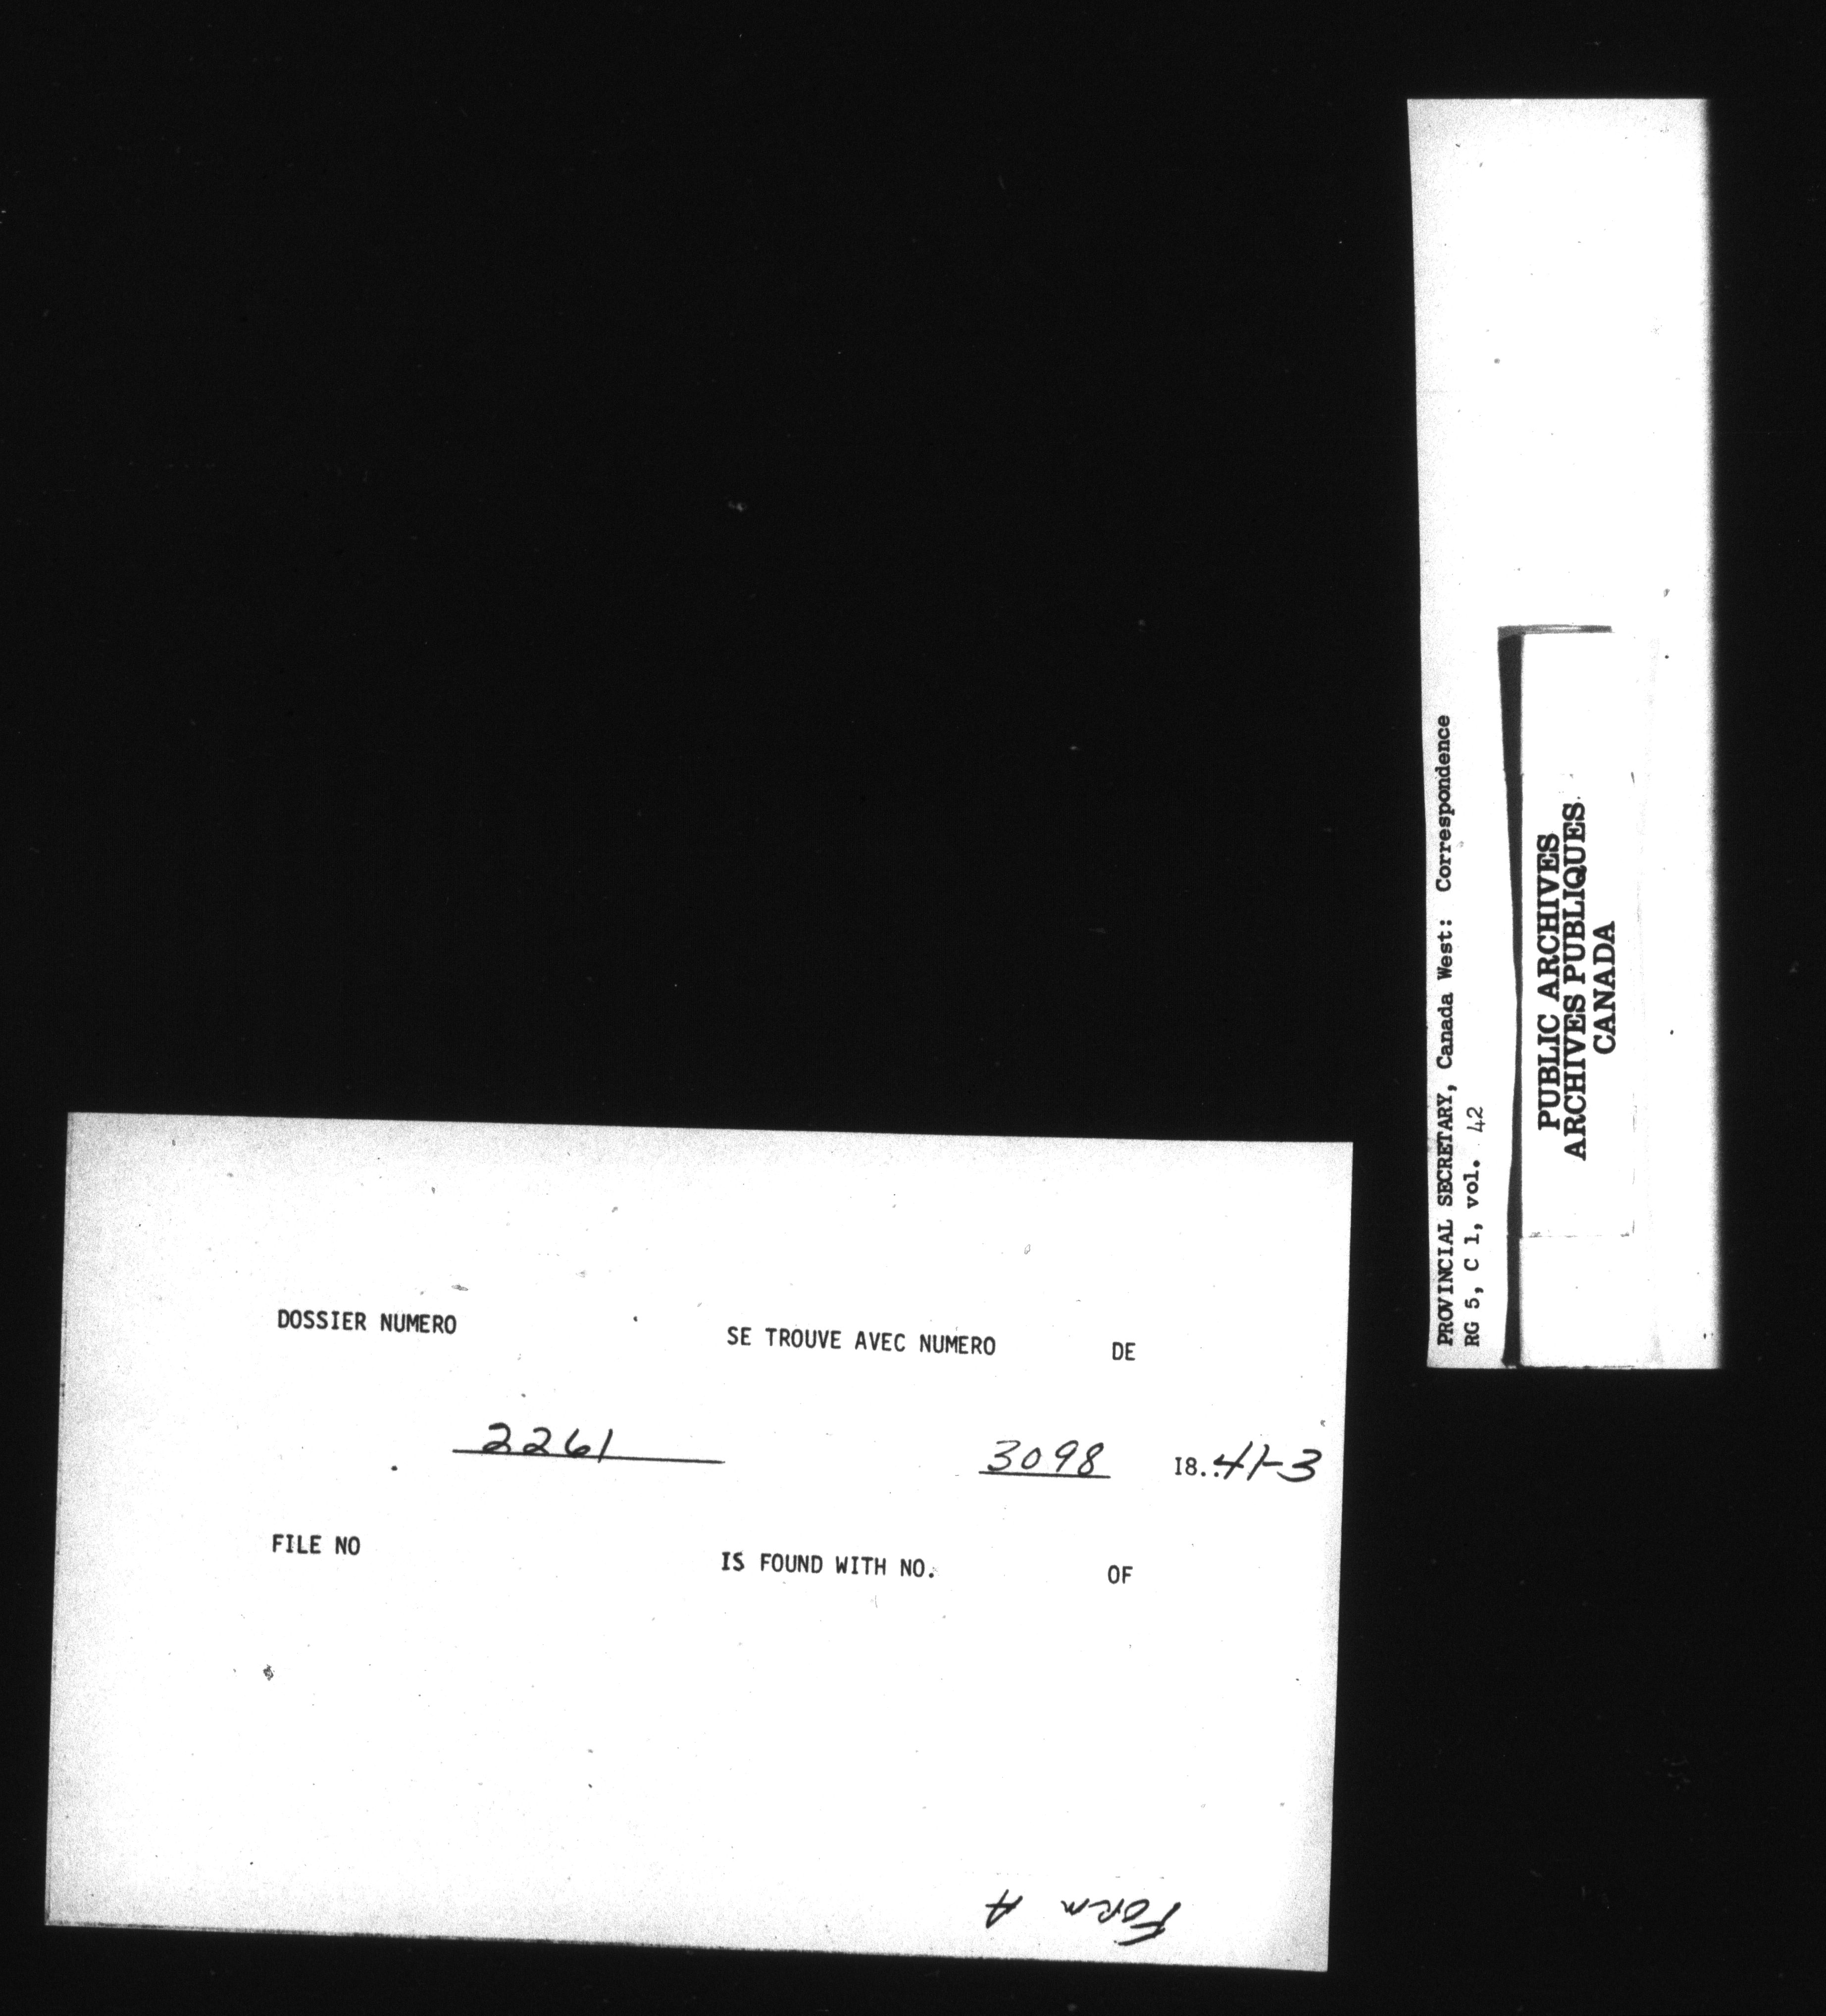 PROVINCIAL SECRETARY, Canada West: Correspondence
RG 5, C 1, vol. 42
PUBLIC ARCHIVES
ARCHIVES PUBLIQUES
CANADA
DOSSIER NUMERO SE TROUVE AVEC NUMERO DE
2261 3098 I8..41-3
FILE NO IS FOUND WITH NO. OF
Form A